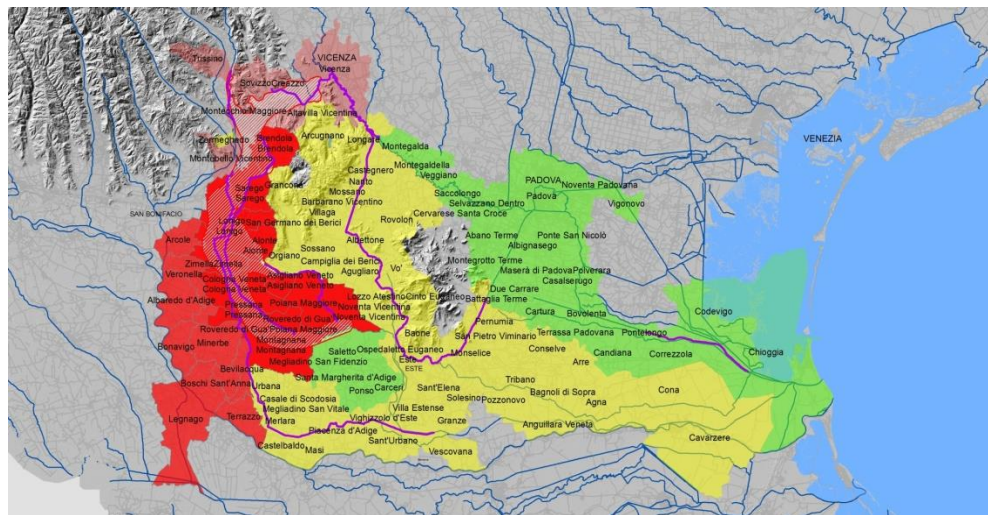 Trissino
VICENZA
Vicenza
Sovizzo Creazzo
Montecchio Maggiore
Altavilla Vicentina
VENEZIA
Zermeghedo
Brendola
Brendola
Arcugnano
Longare
Montegalda
Montebello Vicentino
Montegaldella
Castegnero
Veggiano
Nanto
PADOVA
Noventa Padovana
Sarego
Sarego
Grancona
Mossano
Saccolongo
Padova
Barbarano Vicentino
Selvazzano Dentro
Vigonovo
SAN BONIFACIO
Villaga
Cervarese Santa Croce
Lonigo
Lonigo
San Germano dei Berici
Rovolon
Arcole
Alonte
Alonte
Albettone
Abano Terme
Ponte San Nicolò
Albignasego
Orgiano
Sossano
Campiglia dei Berici
Zimella
Zimella
Vo'
Montegrotto Terme
Veronella
Agugliaro
Maserà di Padova
Polverara
Cologna Veneta
Cologna Veneta
Asigliano Veneto
Asigliano Veneto
Casalserugo
Due Carrare
Albaredo d'Adige
Pressana
Pressana
Poiana Maggiore
Lozzo Atestino
Cinto Euganeo
Battaglia Terme
Noventa Vicentina
Noventa Vicentina
Cartura
Bovolenta
Codevigo
Roveredo di Guà
Roveredo di Guà
Poiana Maggiore
Pernumia
Terrassa Padovana
Pontelongo
Baone
San Pietro Viminario
Bonavigo
Minerbe
Montagnana
Montagnana
Saletto
Ospedaletto Euganeo
Monselice
Conselve
Candiana
Correzzola
Chioggia
Megliadino San Fidenzio
Este
ESTE
Arre
Bevilacqua
Santa Margherita d'Adige
Tribano
Boschi Sant'Anna
Urbana
Ponso
Carceri
Sant'Elena
Bagnoli di Sopra
Cona
Casale di Scodosia
Solesino
Pozzonovo
Agna
Legnago
Terrazzo
Megliadino San Vitale
Villa Estense
Merlara
Vighizzolo d'Este
Granze
Anguillara Veneta
Piacenza d'Adige
Castelbaldo
Masi
Sant'Urbano
Vescovana
Cavarzere